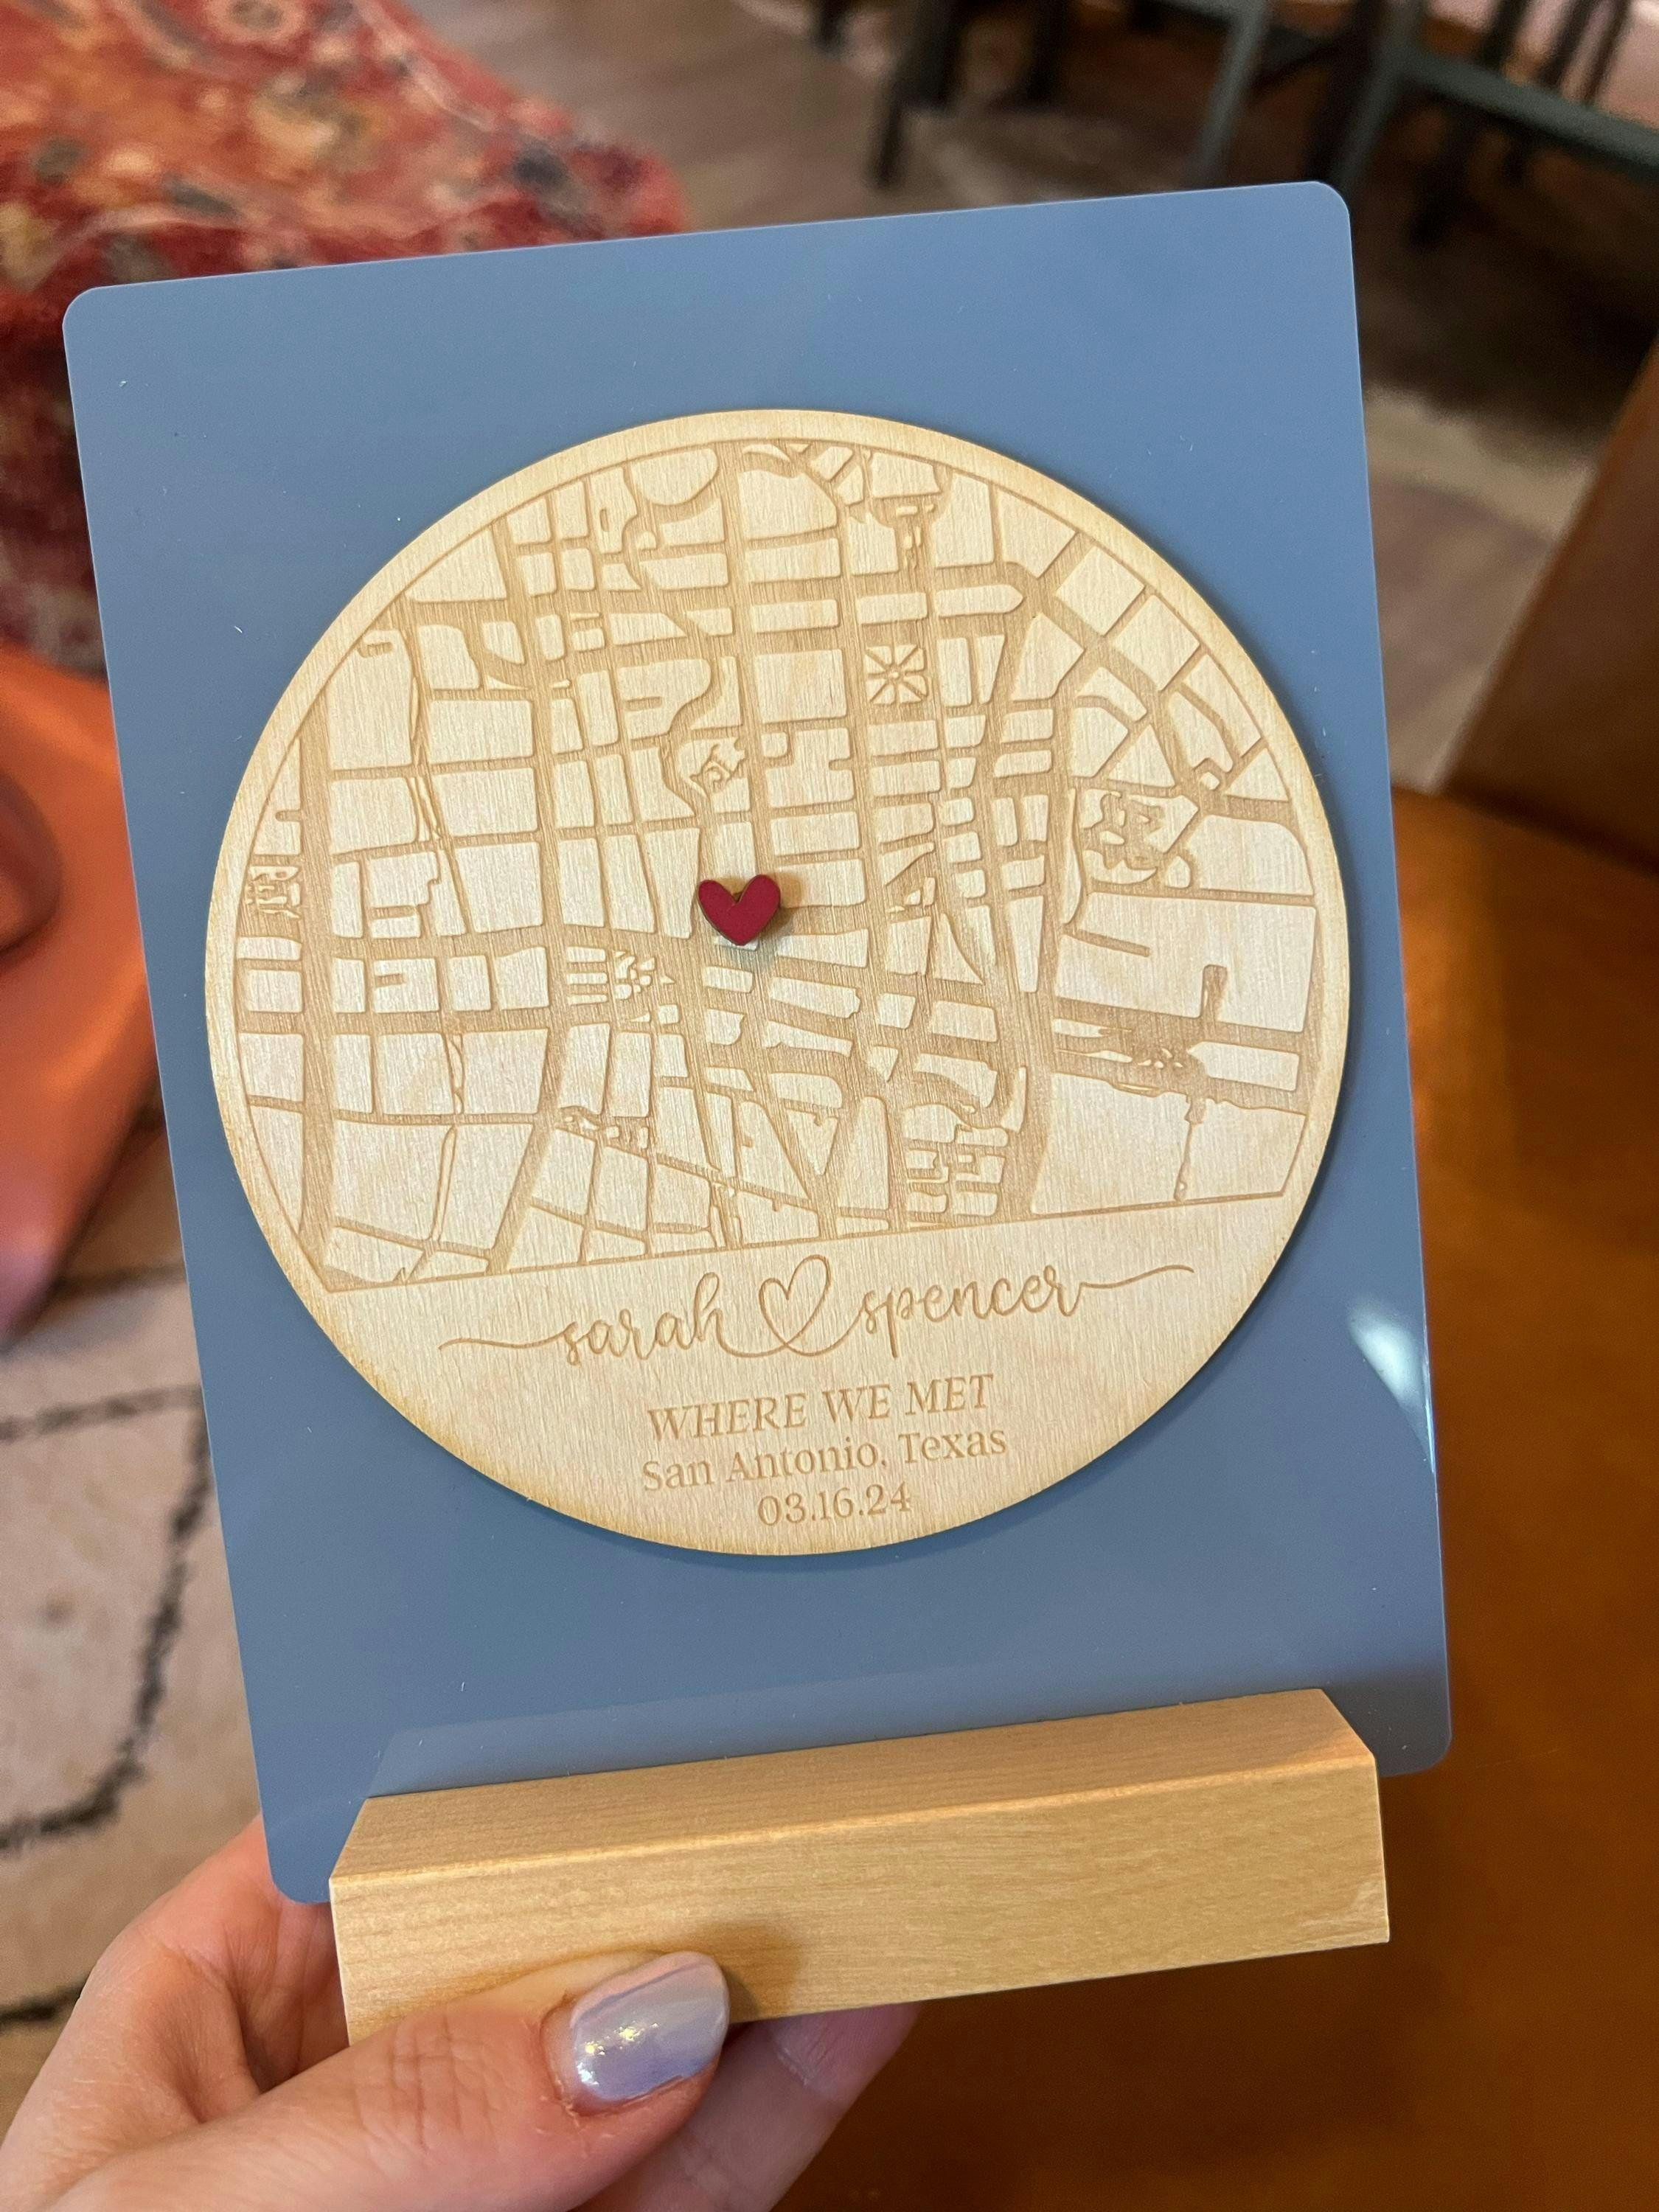 sarah spencer
WHERE WE MET
San Antonio, Texas
03.16.24